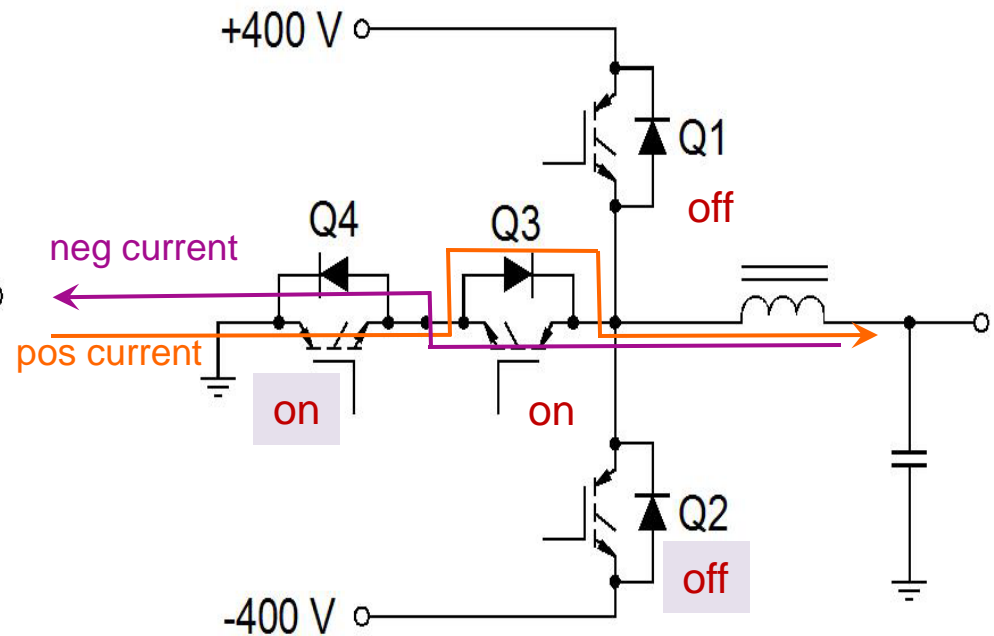 +400 V
Q1
off
Q4
Q3
neg current
pos current
on
on
Q2
off
-400 V